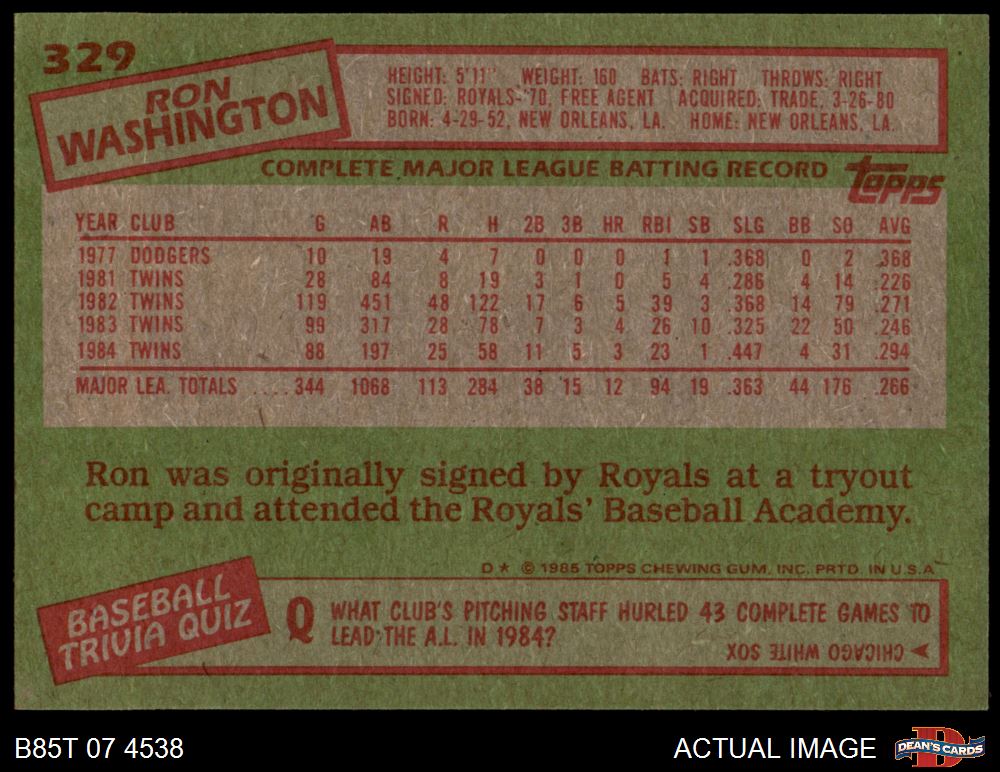 329
RON
WASHINGTON
HEIGHT: 5'11" WEIGHT: 160 BATS: RIGHT THROWS: RIGHT
SIGNED: ROYALS-'70, FREE AGENT ACQUIRED: TRADE, 3-26-80
BORN: 4-29-52, NEW ORLEANS, LA. HOME: NEW ORLEANS, LA.
COMPLETE MAJOR LEAGUE BATTING RECORD
topps
YEAR CLUB G AB R H 2B 3B HR RBI SB SLG BB SO AVG
1977 DODGERS 10 19 4 7 0 0 0 1 1 .368 0 2 .368
1981 TWINS 28 84 8 19 3 1 0 5 4 .286 4 14 .226
1982 TWINS 119 451 48 122 17 6 5 39 3 .368 14 79 .271
1983 TWINS 99 317 28 78 7 3 4 26 10 .325 22 50 .246
1984 TWINS 88 197 25 58 11 5 3 23 1 .447 4 31 .294
MAJOR LEA. TOTALS ....344 1068 113 284 38 15 12 94 19 .363 44 176 .266
Ron was originally signed by Royals at a tryout
camp and attended the Royals' Baseball Academy.
D★ © 1985 TOPPS CHEWING GUM, INC. PRTD. IN U.S.A.
BASEBALL
TRIVIA QUIZ
Q WHAT CLUB'S PITCHING STAFF HURLED 43 COMPLETE GAMES TO
LEAD THE A.L. IN 1984?
CHICAGO WHITE SOX
B85T 07 4538
ACTUAL IMAGE
D
DEAN'S CARDS